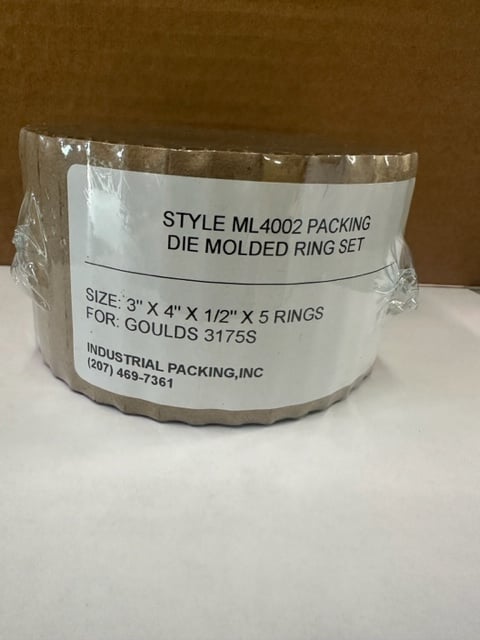 STYLE ML4002 PACKING
DIE MOLDED RING SET
SIZE: 3" X 4" X 1/2" X 5 RINGS
FOR: GOULDS 3175S
INDUSTRIAL PACKING,INC
(207) 469-7361